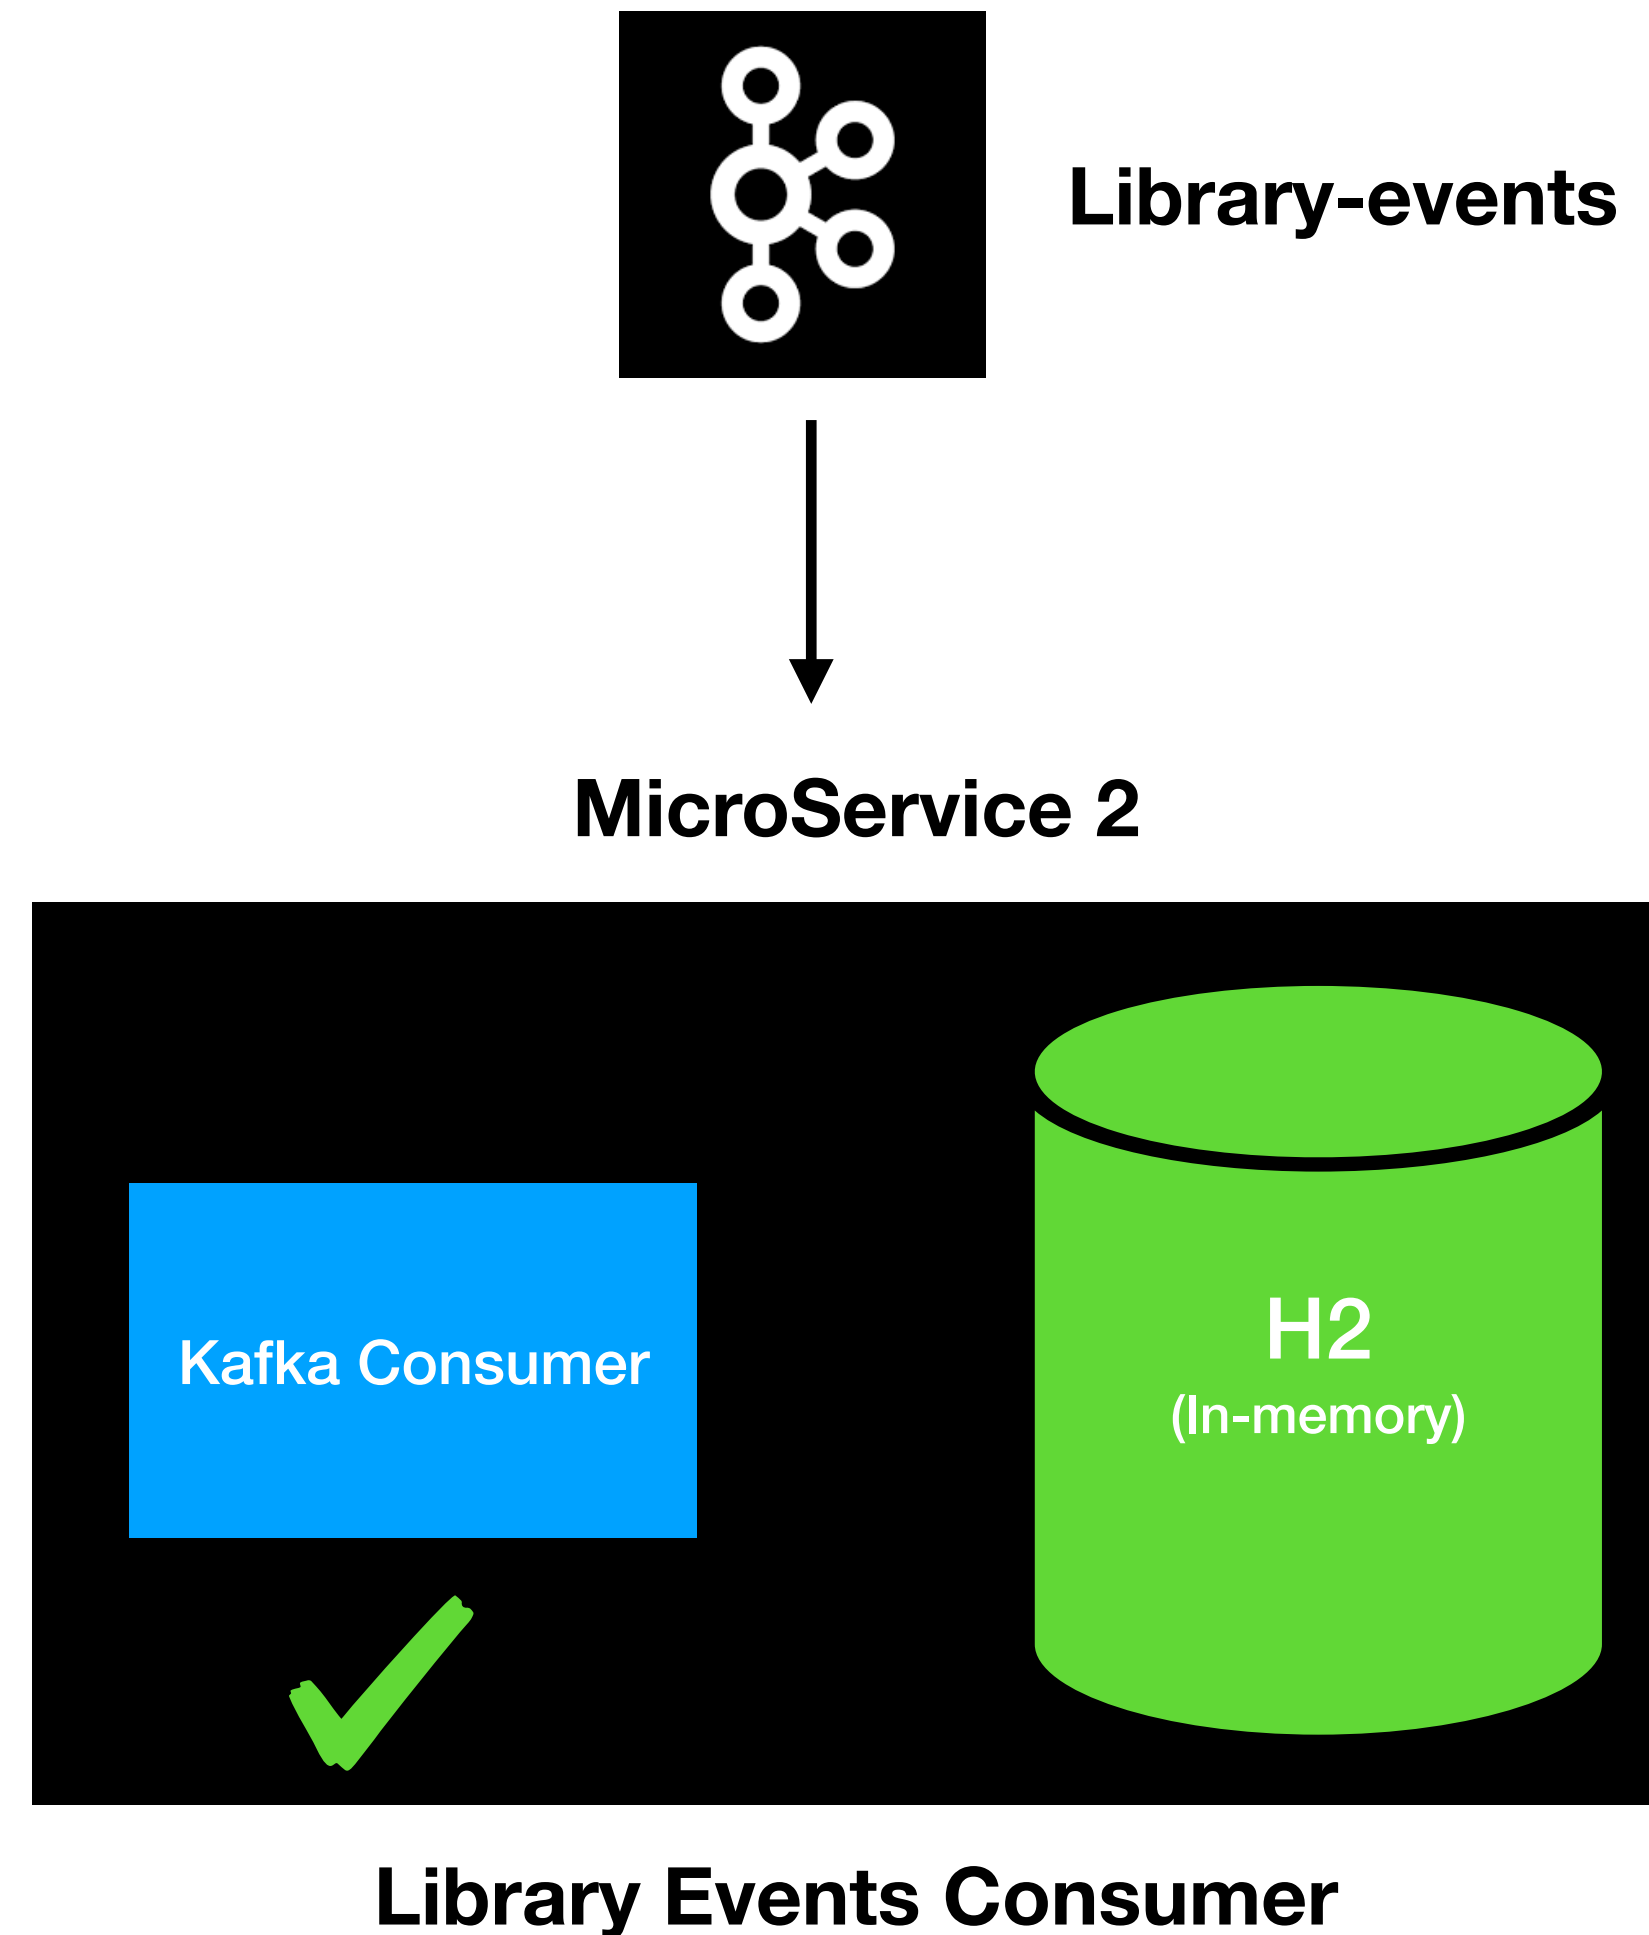 Library-events
MicroService 2
Kafka Consumer
H2
(In-memory)
Library Events Consumer